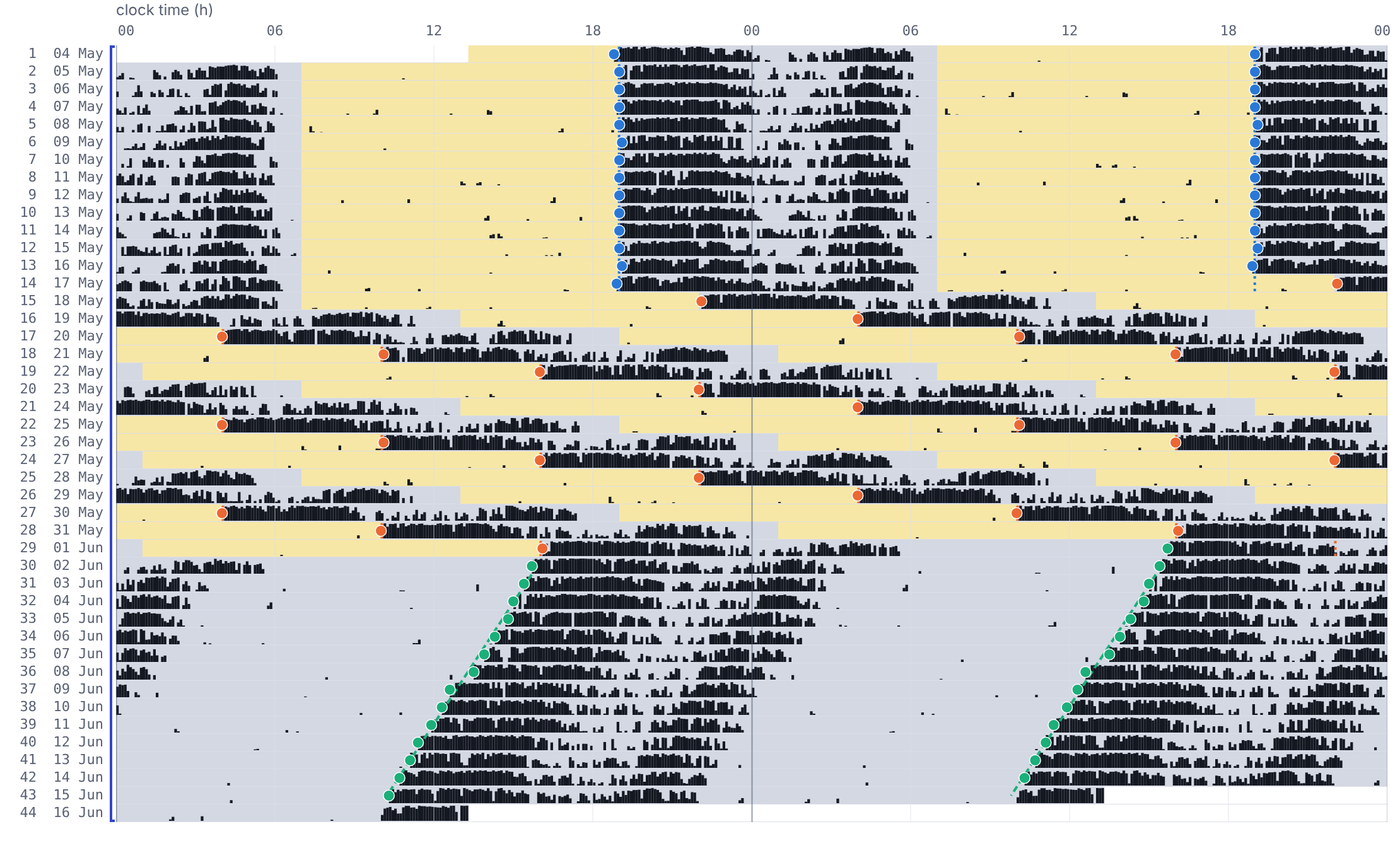 clock time (h)
00 06 12 18 00 06 12 18 00
1 04 May
2 05 May
3 06 May
4 07 May
5 08 May
6 09 May
7 10 May
8 11 May
9 12 May
10 13 May
11 14 May
12 15 May
13 16 May
14 17 May
15 18 May
16 19 May
17 20 May
18 21 May
19 22 May
20 23 May
21 24 May
22 25 May
23 26 May
24 27 May
25 28 May
26 29 May
27 30 May
28 31 May
29 01 Jun
30 02 Jun
31 03 Jun
32 04 Jun
33 05 Jun
34 06 Jun
35 07 Jun
36 08 Jun
37 09 Jun
38 10 Jun
39 11 Jun
40 12 Jun
41 13 Jun
42 14 Jun
43 15 Jun
44 16 Jun